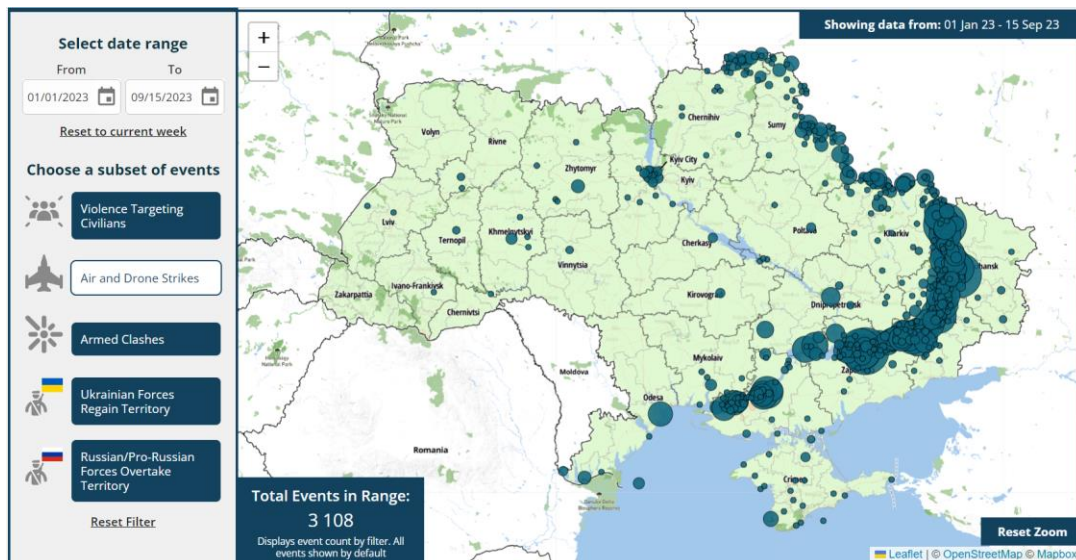 Select date range
From To
01/01/2023 09/15/2023
Reset to current week
Choose a subset of events
Violence Targeting
Civilians
Air and Drone Strikes
Armed Clashes
Ukrainian Forces
Regain Territory
Russian/Pro-Russian
Forces Overtake
Territory
Reset Filter
+
−
Showing data from: 01 Jan 23 - 15 Sep 23
Chernihiv
Volyn
Rivne
Sumy
Zhytomyr
Kyiv City
Kyiv
Lviv
Ternopil
Khmelnytskyi
Poltava
Kharkiv
Cherkasy
Vinnytsia
Ivano-Frankivsk
Zakarpattia
Chernivtsi
Kirovograd
Dnipropetrovsk
Mykolaiv
Moldova
Odesa
Romania
Crimea
Total Events in Range:
3 108
Displays event count by filter. All
events shown by default
Reset Zoom
Leaflet | © OpenStreetMap © Mapbox